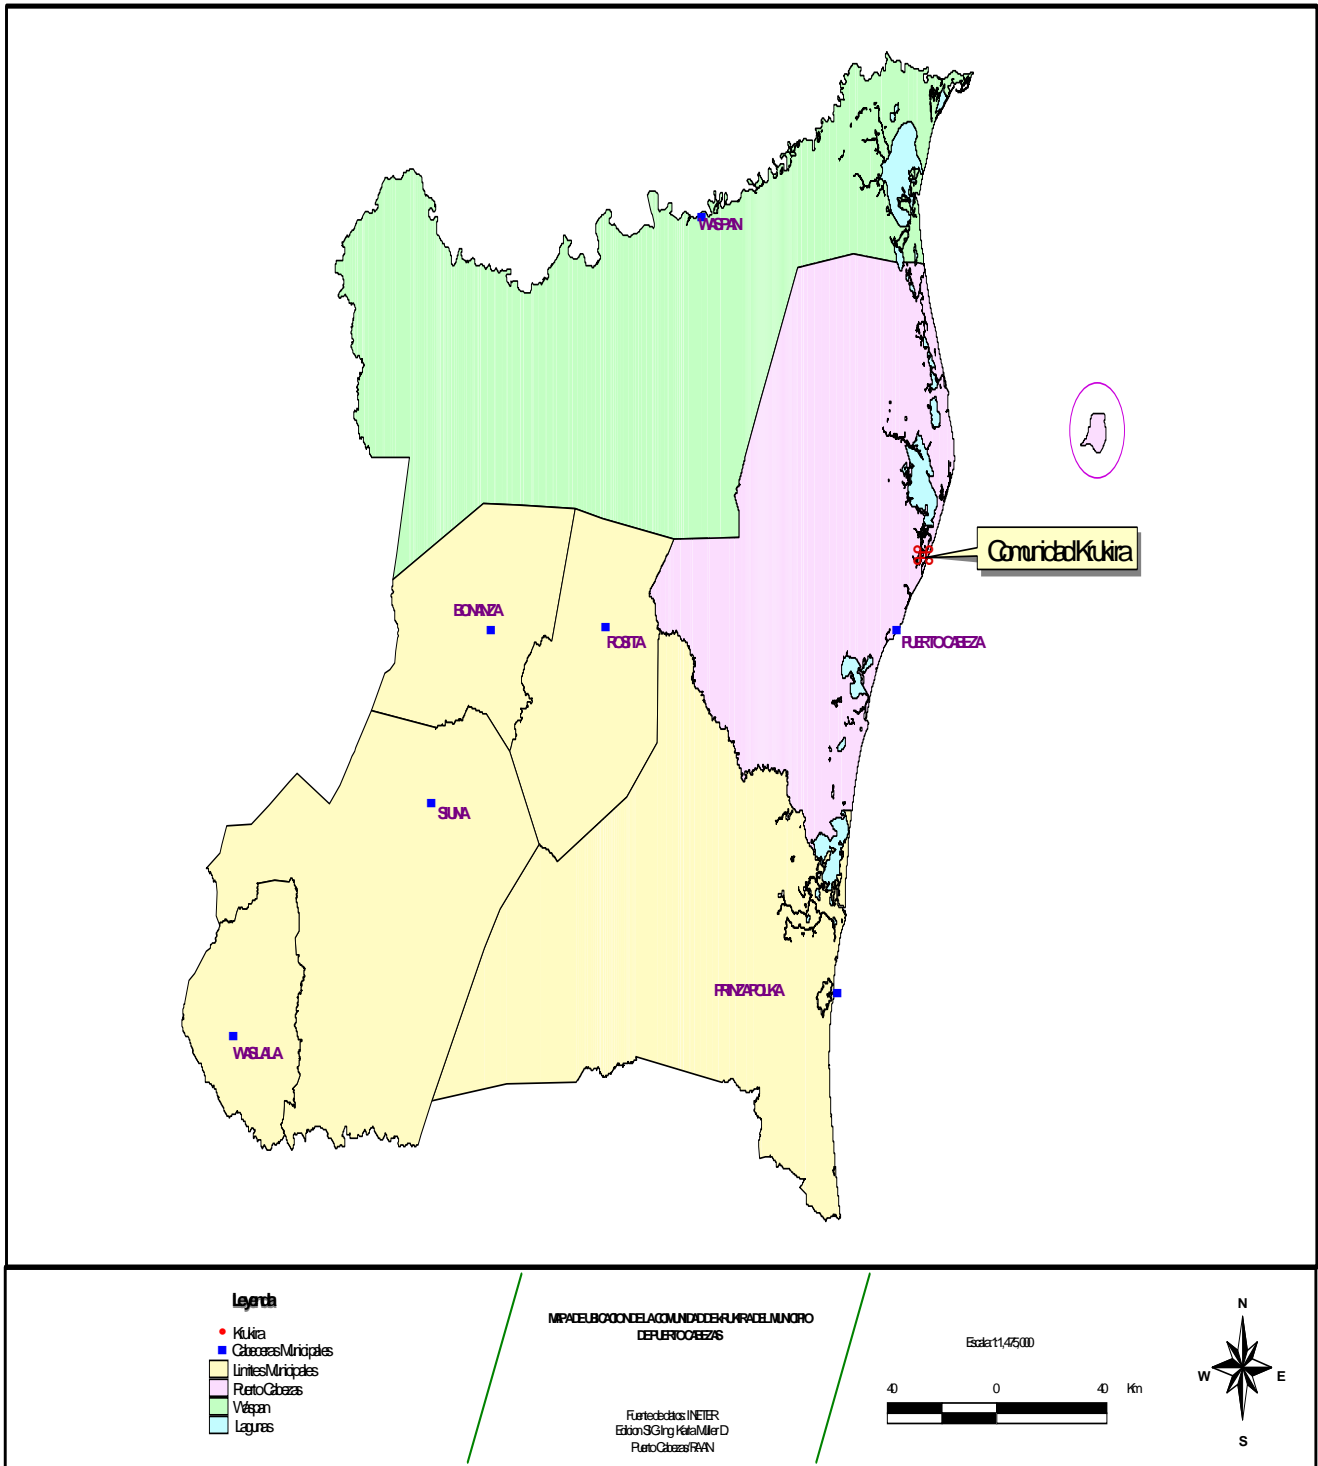 WASPAN
Comunidad Krukira
BONANZA
ROSITA
PUERTO CABEZA
SIUNA
PRINZAPOLKA
WASLALA
Leyenda
Krukira
Cabeceras Municipales
Limites Municipales
Puerto Cabezas
Waspan
Lagunas
MAPA DE UBICACION DE LA COMUNIDAD DE KRUKIRA DEL MUNICIPIO
DE PUERTO CABEZAS
Fuente de datos: INETER
Edicion SIG: Ing. Karla Müller D
Puerto Cabezas/RAAN
Escala: 1:1,475,000
40 0 40 Km
N
W E
S